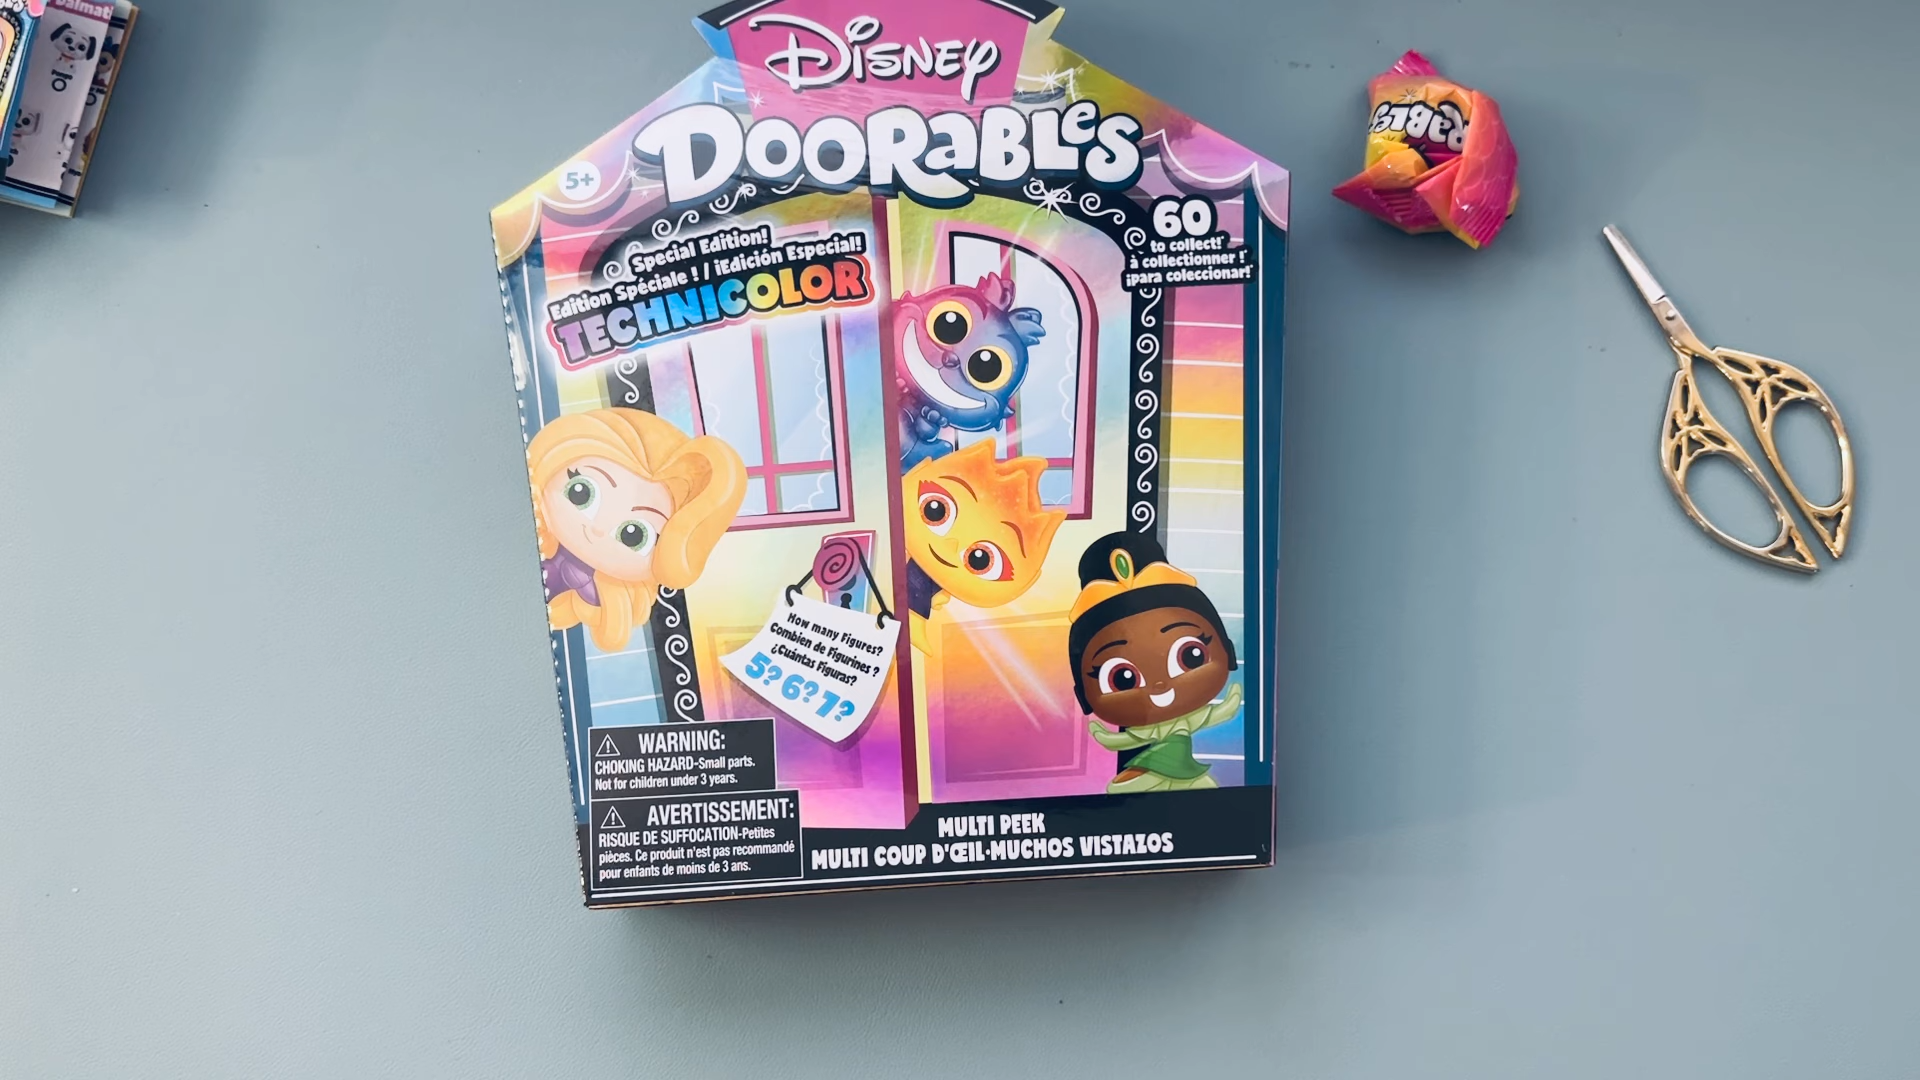 Dalmati
DISNEY
DOORABLES
5+
Special Edition!
Edition Spéciale ! / ¡Edición Especial!
TECHNICOLOR
60
to collect!*
à collectionner !*
¡para coleccionar!*
How many Figures?
Combien de Figurines ?
¿Cuántas Figuras?
5? 6? 7?
WARNING:
CHOKING HAZARD-Small parts.
Not for children under 3 years.
AVERTISSEMENT:
RISQUE DE SUFFOCATION-Petites
pièces. Ce produit n'est pas recommandé
pour enfants de moins de 3 ans.
MULTI PEEK
MULTI COUP D'ŒIL•MUCHOS VISTAZOS
RABLES